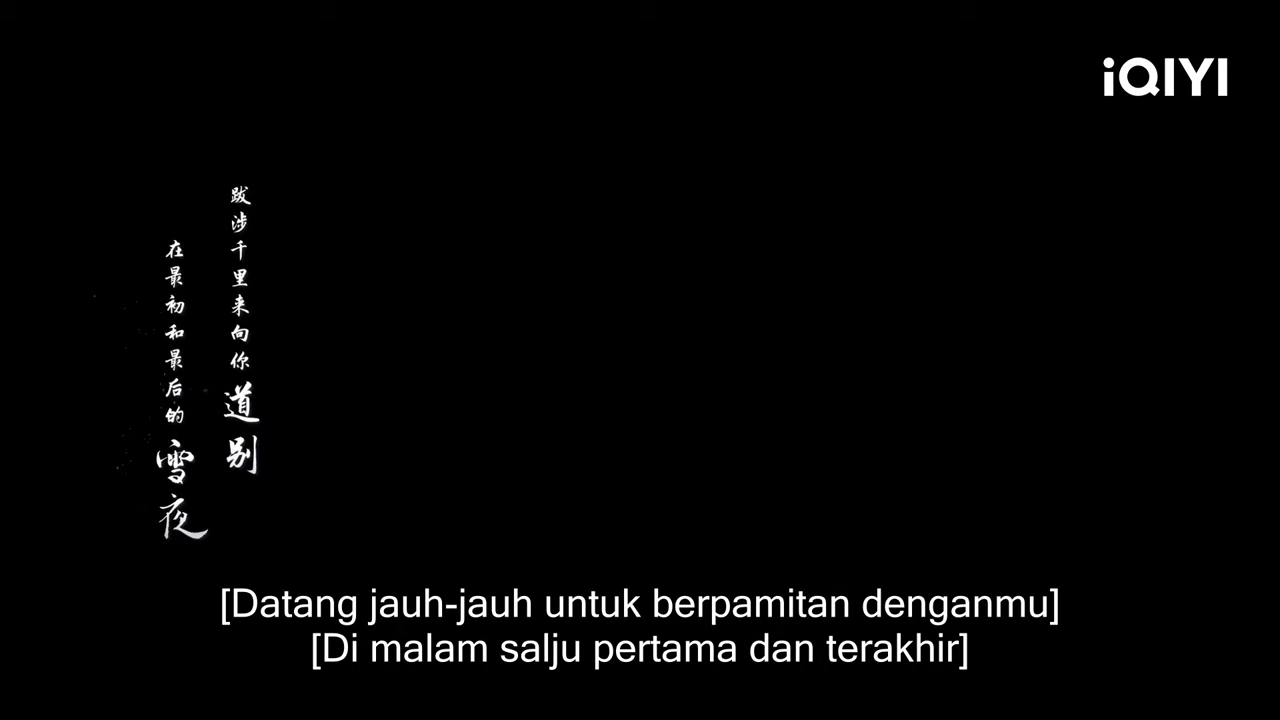 iQIYI
跋涉千里来向你道别
在最初和最后的雪夜
[Datang jauh-jauh untuk berpamitan denganmu]
[Di malam salju pertama dan terakhir]